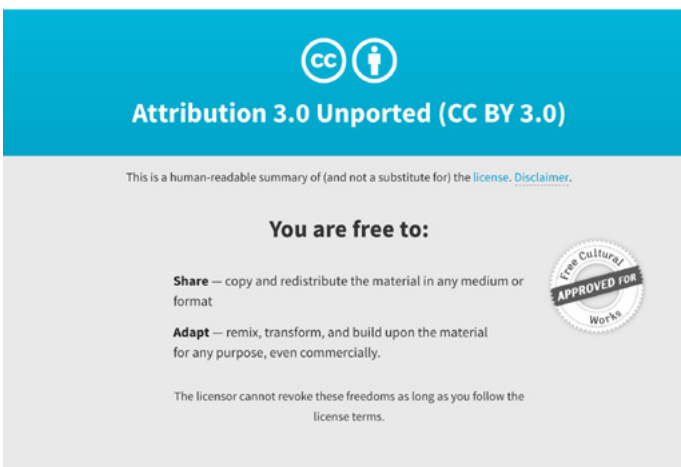 cc
Attribution 3.0 Unported (CC BY 3.0)
This is a human-readable summary of (and not a substitute for) the license. Disclaimer.
You are free to:
Share — copy and redistribute the material in any medium or
format
Free Cultural
APPROVED FOR
Works
Adapt — remix, transform, and build upon the material
for any purpose, even commercially.
The licensor cannot revoke these freedoms as long as you follow the
license terms.